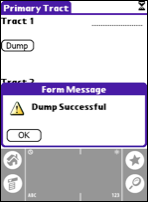 Primary Tract
Tract 1
Dump
Tract 2
Form Message
Dump Successful
OK
ABC
123